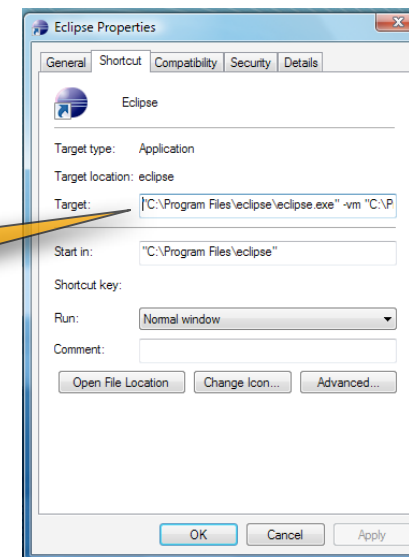 Eclipse Properties
General Shortcut Compatibility Security Details
Eclipse
Target type: Application
Target location: eclipse
Target: "C:\Program Files\eclipse\eclipse.exe" -vm "C:\P
Start in: "C:\Program Files\eclipse"
Shortcut key:
Run: Normal window
Comment:
Open File Location Change Icon... Advanced...
OK Cancel Apply